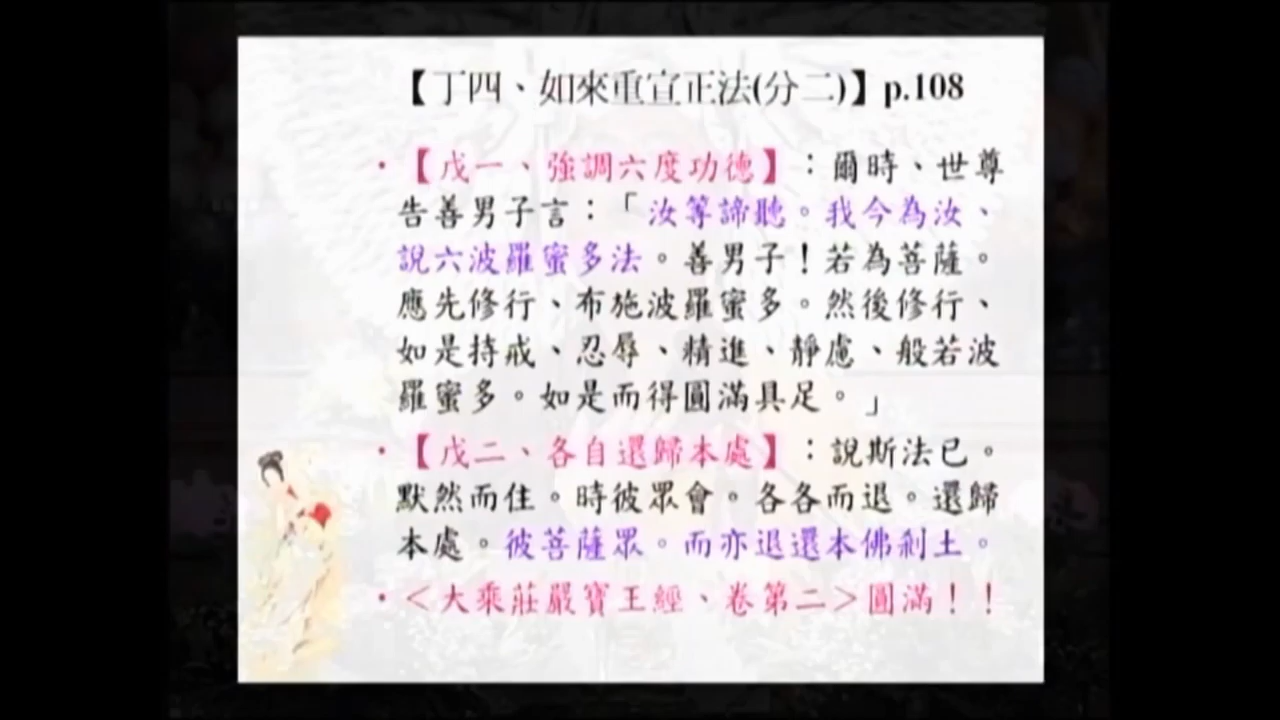 【丁四、如來重宣正法(分二)】p.108
·【戊一、強調六度功德】：爾時、世尊
告善男子言：「汝等諦聽。我今為汝、
說六波羅蜜多法。善男子！若為菩薩。
應先修行、布施波羅蜜多。然後修行、
如是持戒、忍辱、精進、靜慮、般若波
羅蜜多。如是而得圓滿具足。」
·【戊二、各自還歸本處】：說斯法已。
默然而住。時彼眾會。各各而退。還歸
本處。彼菩薩眾。而亦退還本佛剎土。
·＜大乘莊嚴寶王經、卷第二＞圓滿！！